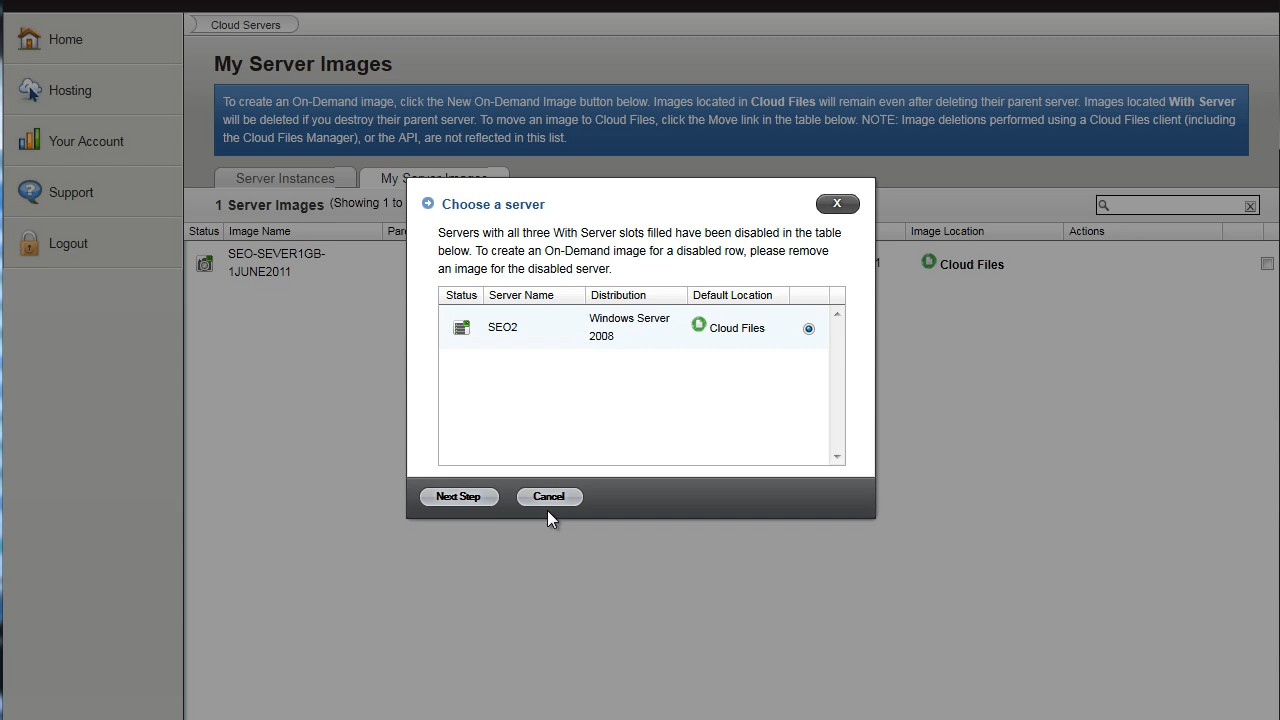 Cloud Servers
Home
Hosting
Your Account
Support
Logout
My Server Images
To create an On-Demand image, click the New On-Demand Image button below. Images located in Cloud Files will remain even after deleting their parent server. Images located With Server
will be deleted if you destroy their parent server. To move an image to Cloud Files, click the Move link in the table below. NOTE: Image deletions performed using a Cloud Files client (including
the Cloud Files Manager), or the API, are not reflected in this list.
Server Instances
My Server Images
1 Server Images (Showing 1 to
Status Image Name Image Location Actions
SEO-SEVER1GB-
1JUNE2011
Cloud Files
Choose a server
X
Servers with all three With Server slots filled have been disabled in the table
below. To create an On-Demand image for a disabled row, please remove
an image for the disabled server.
Status Server Name Distribution Default Location
SEO2
Windows Server
2008
Cloud Files
Next Step
Cancel